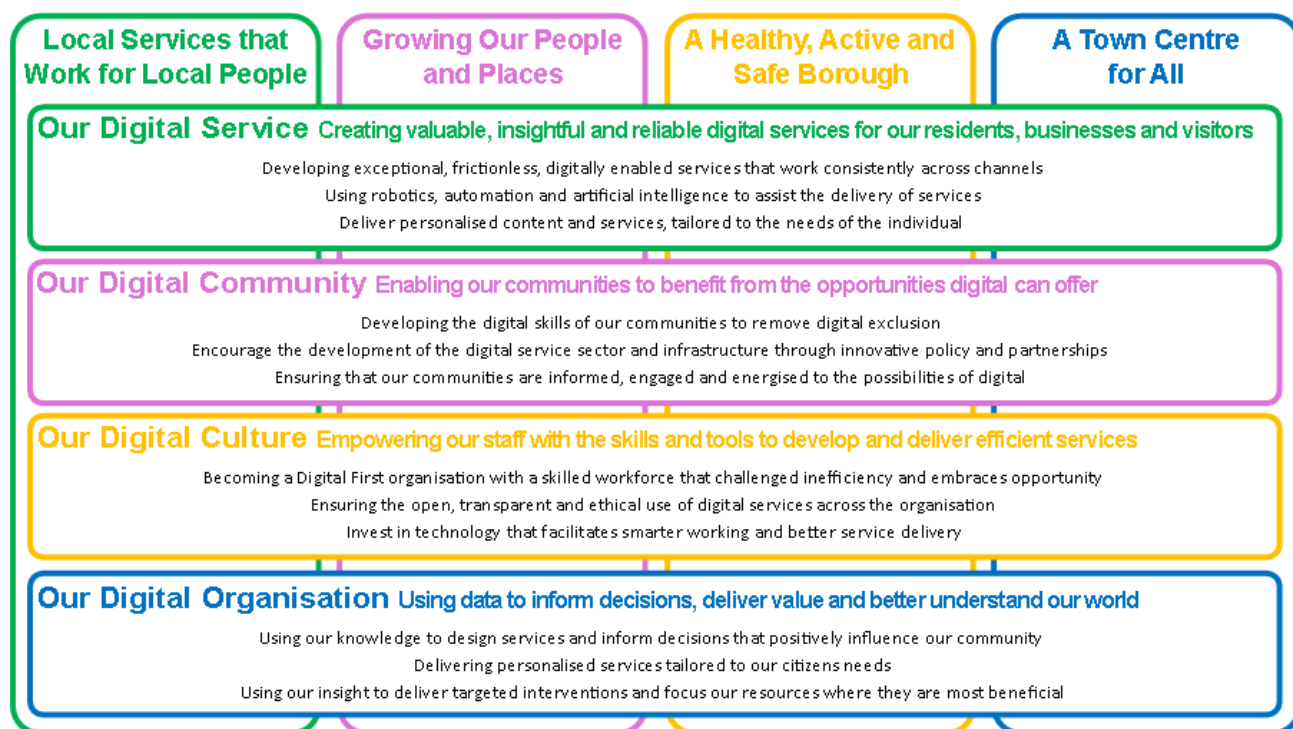 Local Services that
Work for Local People
Growing Our People
and Places
A Healthy, Active and
Safe Borough
A Town Centre
for All
Our Digital Service Creating valuable, insightful and reliable digital services for our residents, businesses and visitors
Developing exceptional, frictionless, digitally enabled services that work consistently across channels
Using robotics, automation and artificial intelligence to assist the delivery of services
Deliver personalised content and services, tailored to the needs of the individual
Our Digital Community Enabling our communities to benefit from the opportunities digital can offer
Developing the digital skills of our communities to remove digital exclusion
Encourage the development of the digital service sector and infrastructure through innovative policy and partnerships
Ensuring that our communities are informed, engaged and energised to the possibilities of digital
Our Digital Culture Empowering our staff with the skills and tools to develop and deliver efficient services
Becoming a Digital First organisation with a skilled workforce that challenged inefficiency and embraces opportunity
Ensuring the open, transparent and ethical use of digital services across the organisation
Invest in technology that facilitates smarter working and better service delivery
Our Digital Organisation Using data to inform decisions, deliver value and better understand our world
Using our knowledge to design services and inform decisions that positively influence our community
Delivering personalised services tailored to our citizens needs
Using our insight to deliver targeted interventions and focus our resources where they are most beneficial